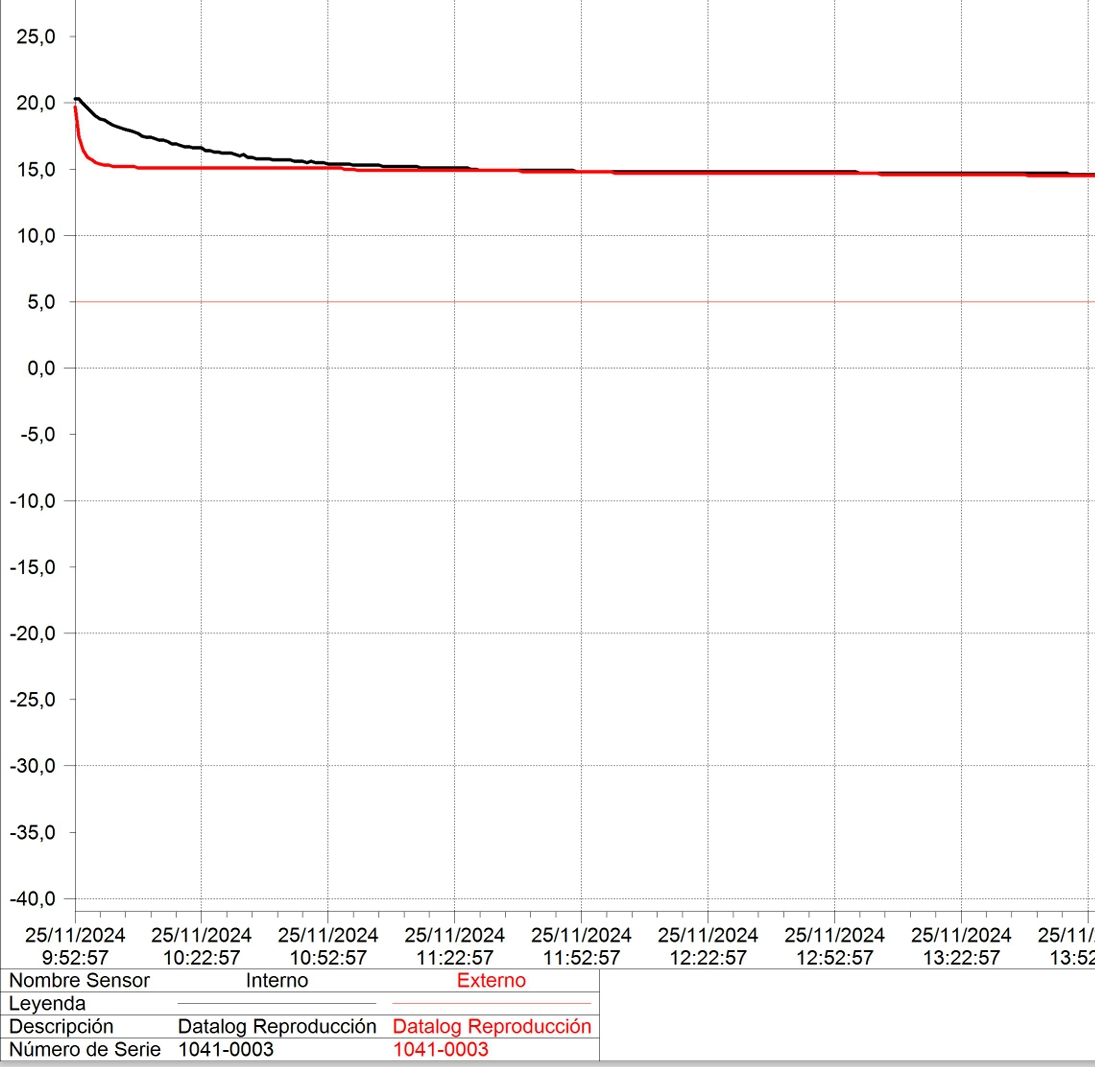 25,0
20,0
15,0
10,0
5,0
0,0
-5,0
-10,0
-15,0
-20,0
-25,0
-30,0
-35,0
-40,0
25/11/2024 25/11/2024 25/11/2024 25/11/2024 25/11/2024 25/11/2024 25/11/2024 25/11/2024 25/11/
9:52:57 10:22:57 10:52:57 11:22:57 11:52:57 12:22:57 12:52:57 13:22:57 13:52
Nombre Sensor Interno Externo
Leyenda
Descripción Datalog Reproducción Datalog Reproducción
Número de Serie 1041-0003 1041-0003